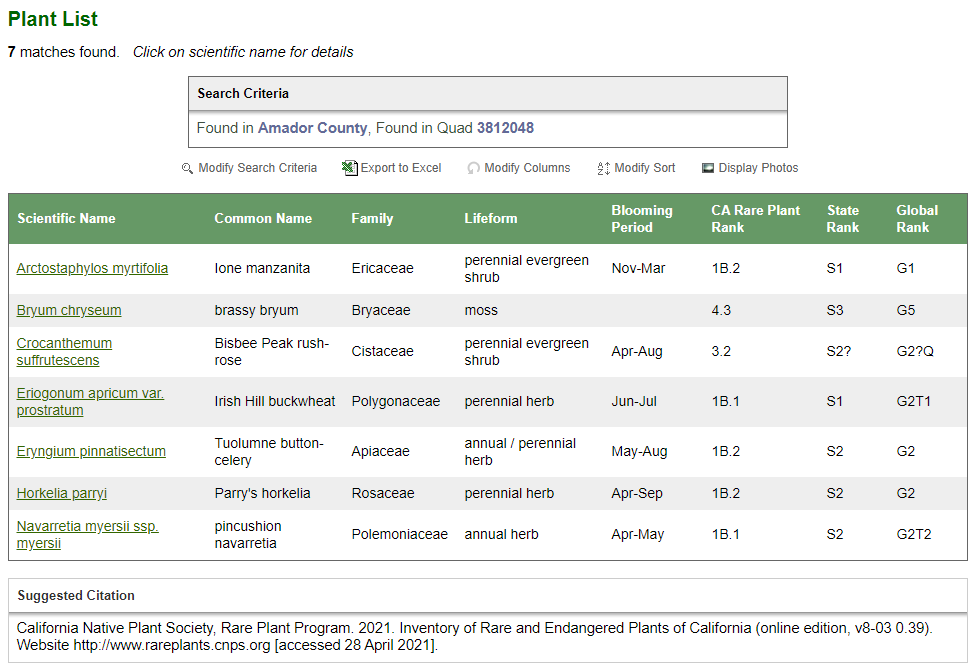 Plant List
7 matches found. Click on scientific name for details
Search Criteria
Found in Amador County, Found in Quad 3812048
Modify Search Criteria Export to Excel Modify Columns Modify Sort Display Photos
Scientific Name Common Name Family Lifeform Blooming Period CA Rare Plant Rank State Rank Global Rank
Arctostaphylos myrtifolia Ione manzanita Ericaceae perennial evergreen shrub Nov-Mar 1B.2 S1 G1
Bryum chryseum brassy bryum Bryaceae moss 4.3 S3 G5
Crocanthemum suffrutescens Bisbee Peak rush-rose Cistaceae perennial evergreen shrub Apr-Aug 3.2 S2? G2?Q
Eriogonum apricum var. prostratum Irish Hill buckwheat Polygonaceae perennial herb Jun-Jul 1B.1 S1 G2T1
Eryngium pinnatisectum Tuolumne button-celery Apiaceae annual / perennial herb May-Aug 1B.2 S2 G2
Horkelia parryi Parry's horkelia Rosaceae perennial herb Apr-Sep 1B.2 S2 G2
Navarretia myersii ssp. myersii pincushion navarretia Polemoniaceae annual herb Apr-May 1B.1 S2 G2T2
Suggested Citation
California Native Plant Society, Rare Plant Program. 2021. Inventory of Rare and Endangered Plants of California (online edition, v8-03 0.39).
Website http://www.rareplants.cnps.org [accessed 28 April 2021].